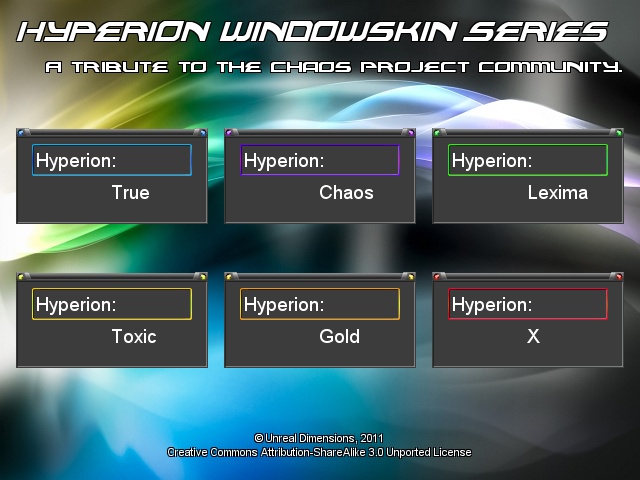 HYPERION WINDOWSKIN SERIES
A TRIBUTE TO THE CHAOS PROJECT COMMUNITY.
Hyperion:
True
Hyperion:
Chaos
Hyperion:
Lexima
Hyperion:
Toxic
Hyperion:
Gold
Hyperion:
X
© Unreal Dimensions, 2011
Creative Commons Attribution-ShareAlike 3.0 Unported License